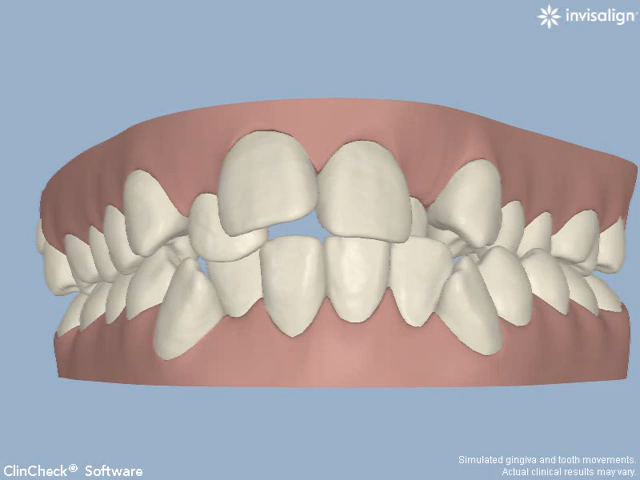 invisalign
Simulated gingiva and tooth movements.
ClinCheck® Software
Actual clinical results may vary.